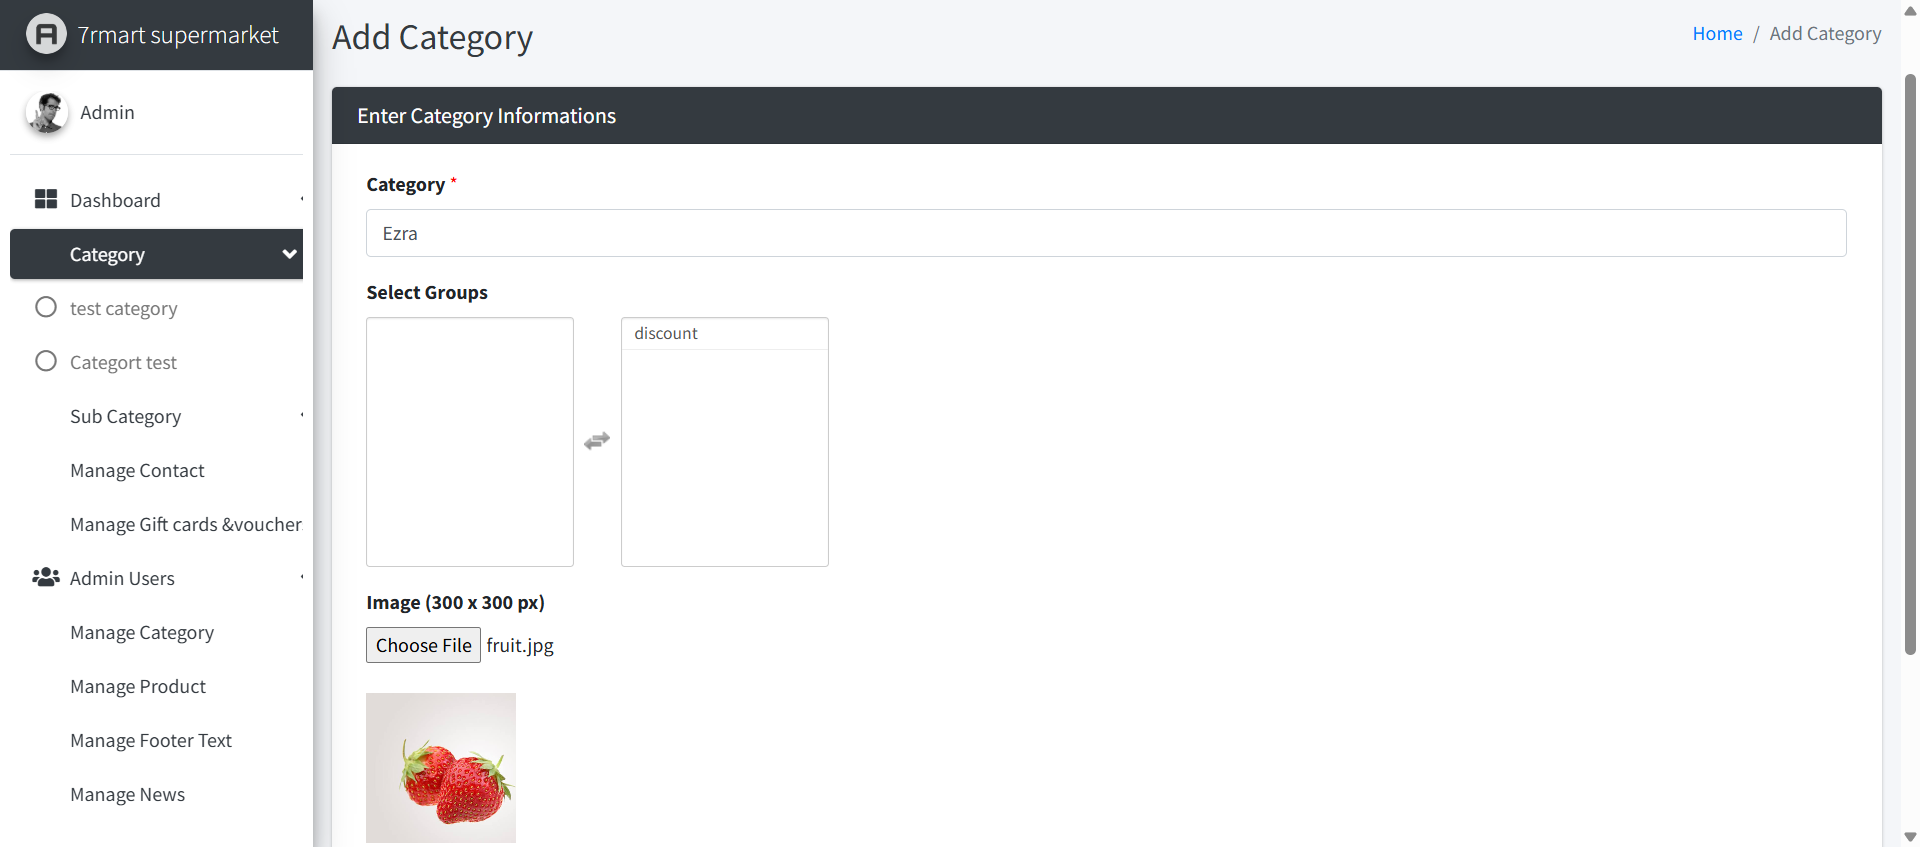 7rmart supermarket
Admin
Dashboard
Category
test category
Categort test
Sub Category
Manage Contact
Manage Gift cards &voucher
Admin Users
Manage Category
Manage Product
Manage Footer Text
Manage News
Add Category
Home / Add Category
Enter Category Informations
Category *
Ezra
Select Groups
discount
Image (300 x 300 px)
Choose File fruit.jpg